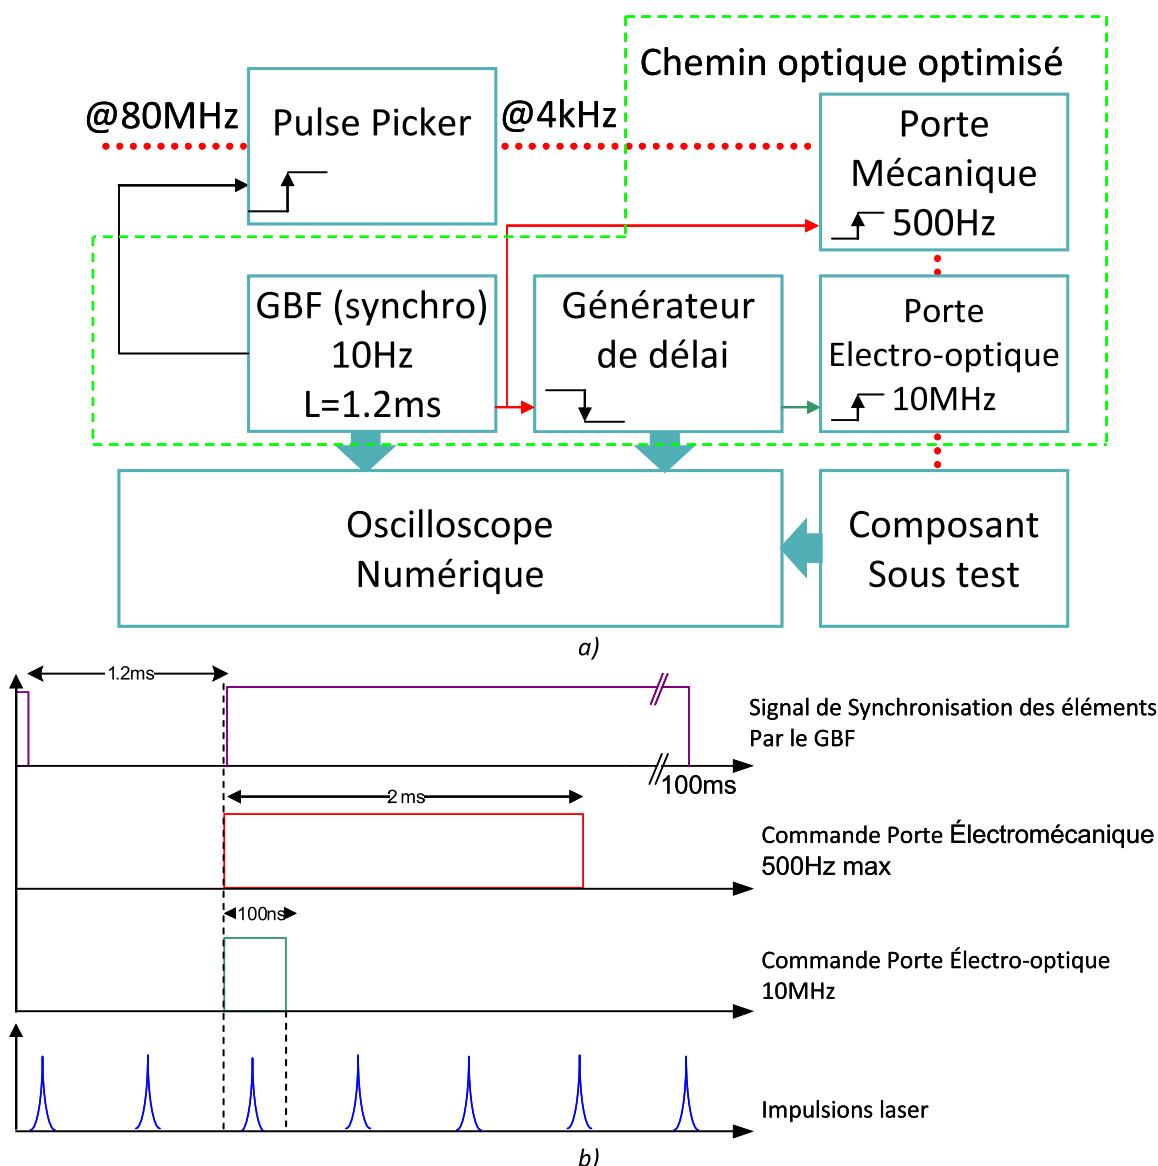 Chemin optique optimisé
@80MHz
Pulse Picker
@4kHz
Porte
Mécanique
500Hz
GBF (synchro)
10Hz
L=1.2ms
Générateur
de délai
Porte
Electro-optique
10MHz
Oscilloscope
Numérique
Composant
Sous test
a)
1.2ms
Signal de Synchronisation des éléments
Par le GBF
100ms
2 ms
Commande Porte Électromécanique
500Hz max
100ns
Commande Porte Électro-optique
10MHz
Impulsions laser
b)